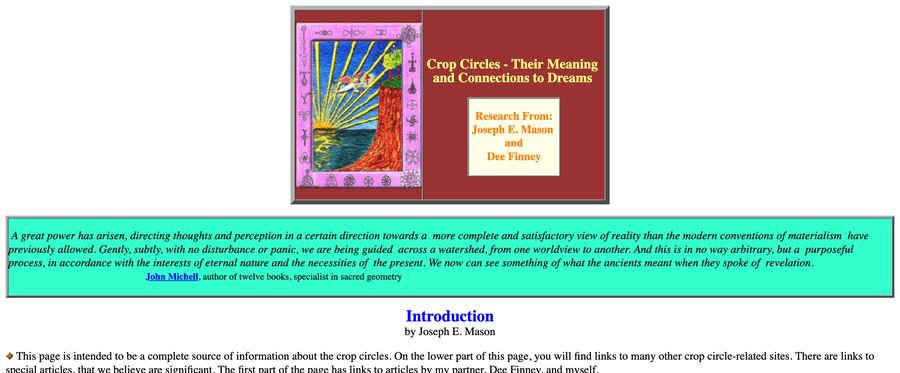 Crop Circles - Their Meaning
and Connections to Dreams
Research From:
Joseph E. Mason
and
Dee Finney
A great power has arisen, directing thoughts and perception in a certain direction towards a more complete and satisfactory view of reality than the modern conventions of materialism have
previously allowed. Gently, subtly, with no disturbance or panic, we are being guided across a watershed, from one worldview to another. And this is in no way arbitrary, but a purposeful
process, in accordance with the interests of eternal nature and the necessities of the present. We now can see something of what the ancients meant when they spoke of revelation.
John Michell, author of twelve books, specialist in sacred geometry
Introduction
by Joseph E. Mason
This page is intended to be a complete source of information about the crop circles. On the lower part of this page, you will find links to many other crop circle-related sites. There are links to
special articles, that we believe are significant. The first part of the page has links to articles by my partner, Dee Finney, and myself.